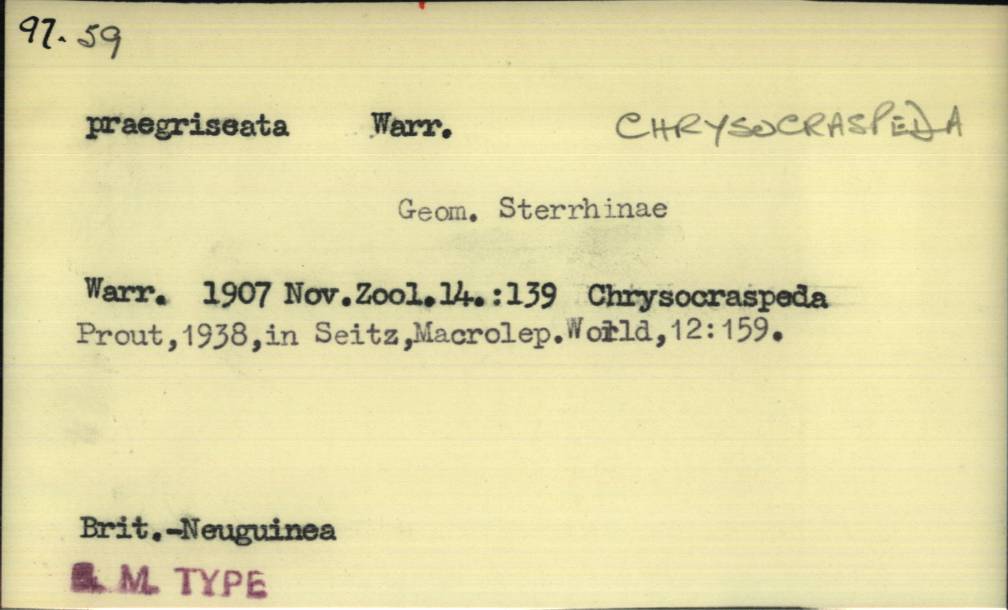 97.59
praegriseata Warr. CHRYSOCRASPEDA
Geom. Sterrhinae
Warr. 1907 Nov.Zool.14.:139 Chrysocraspeda
Prout,1938,in Seitz,Macrolep.World,12:159.
Brit.-Neuguinea
B. M. TYPE